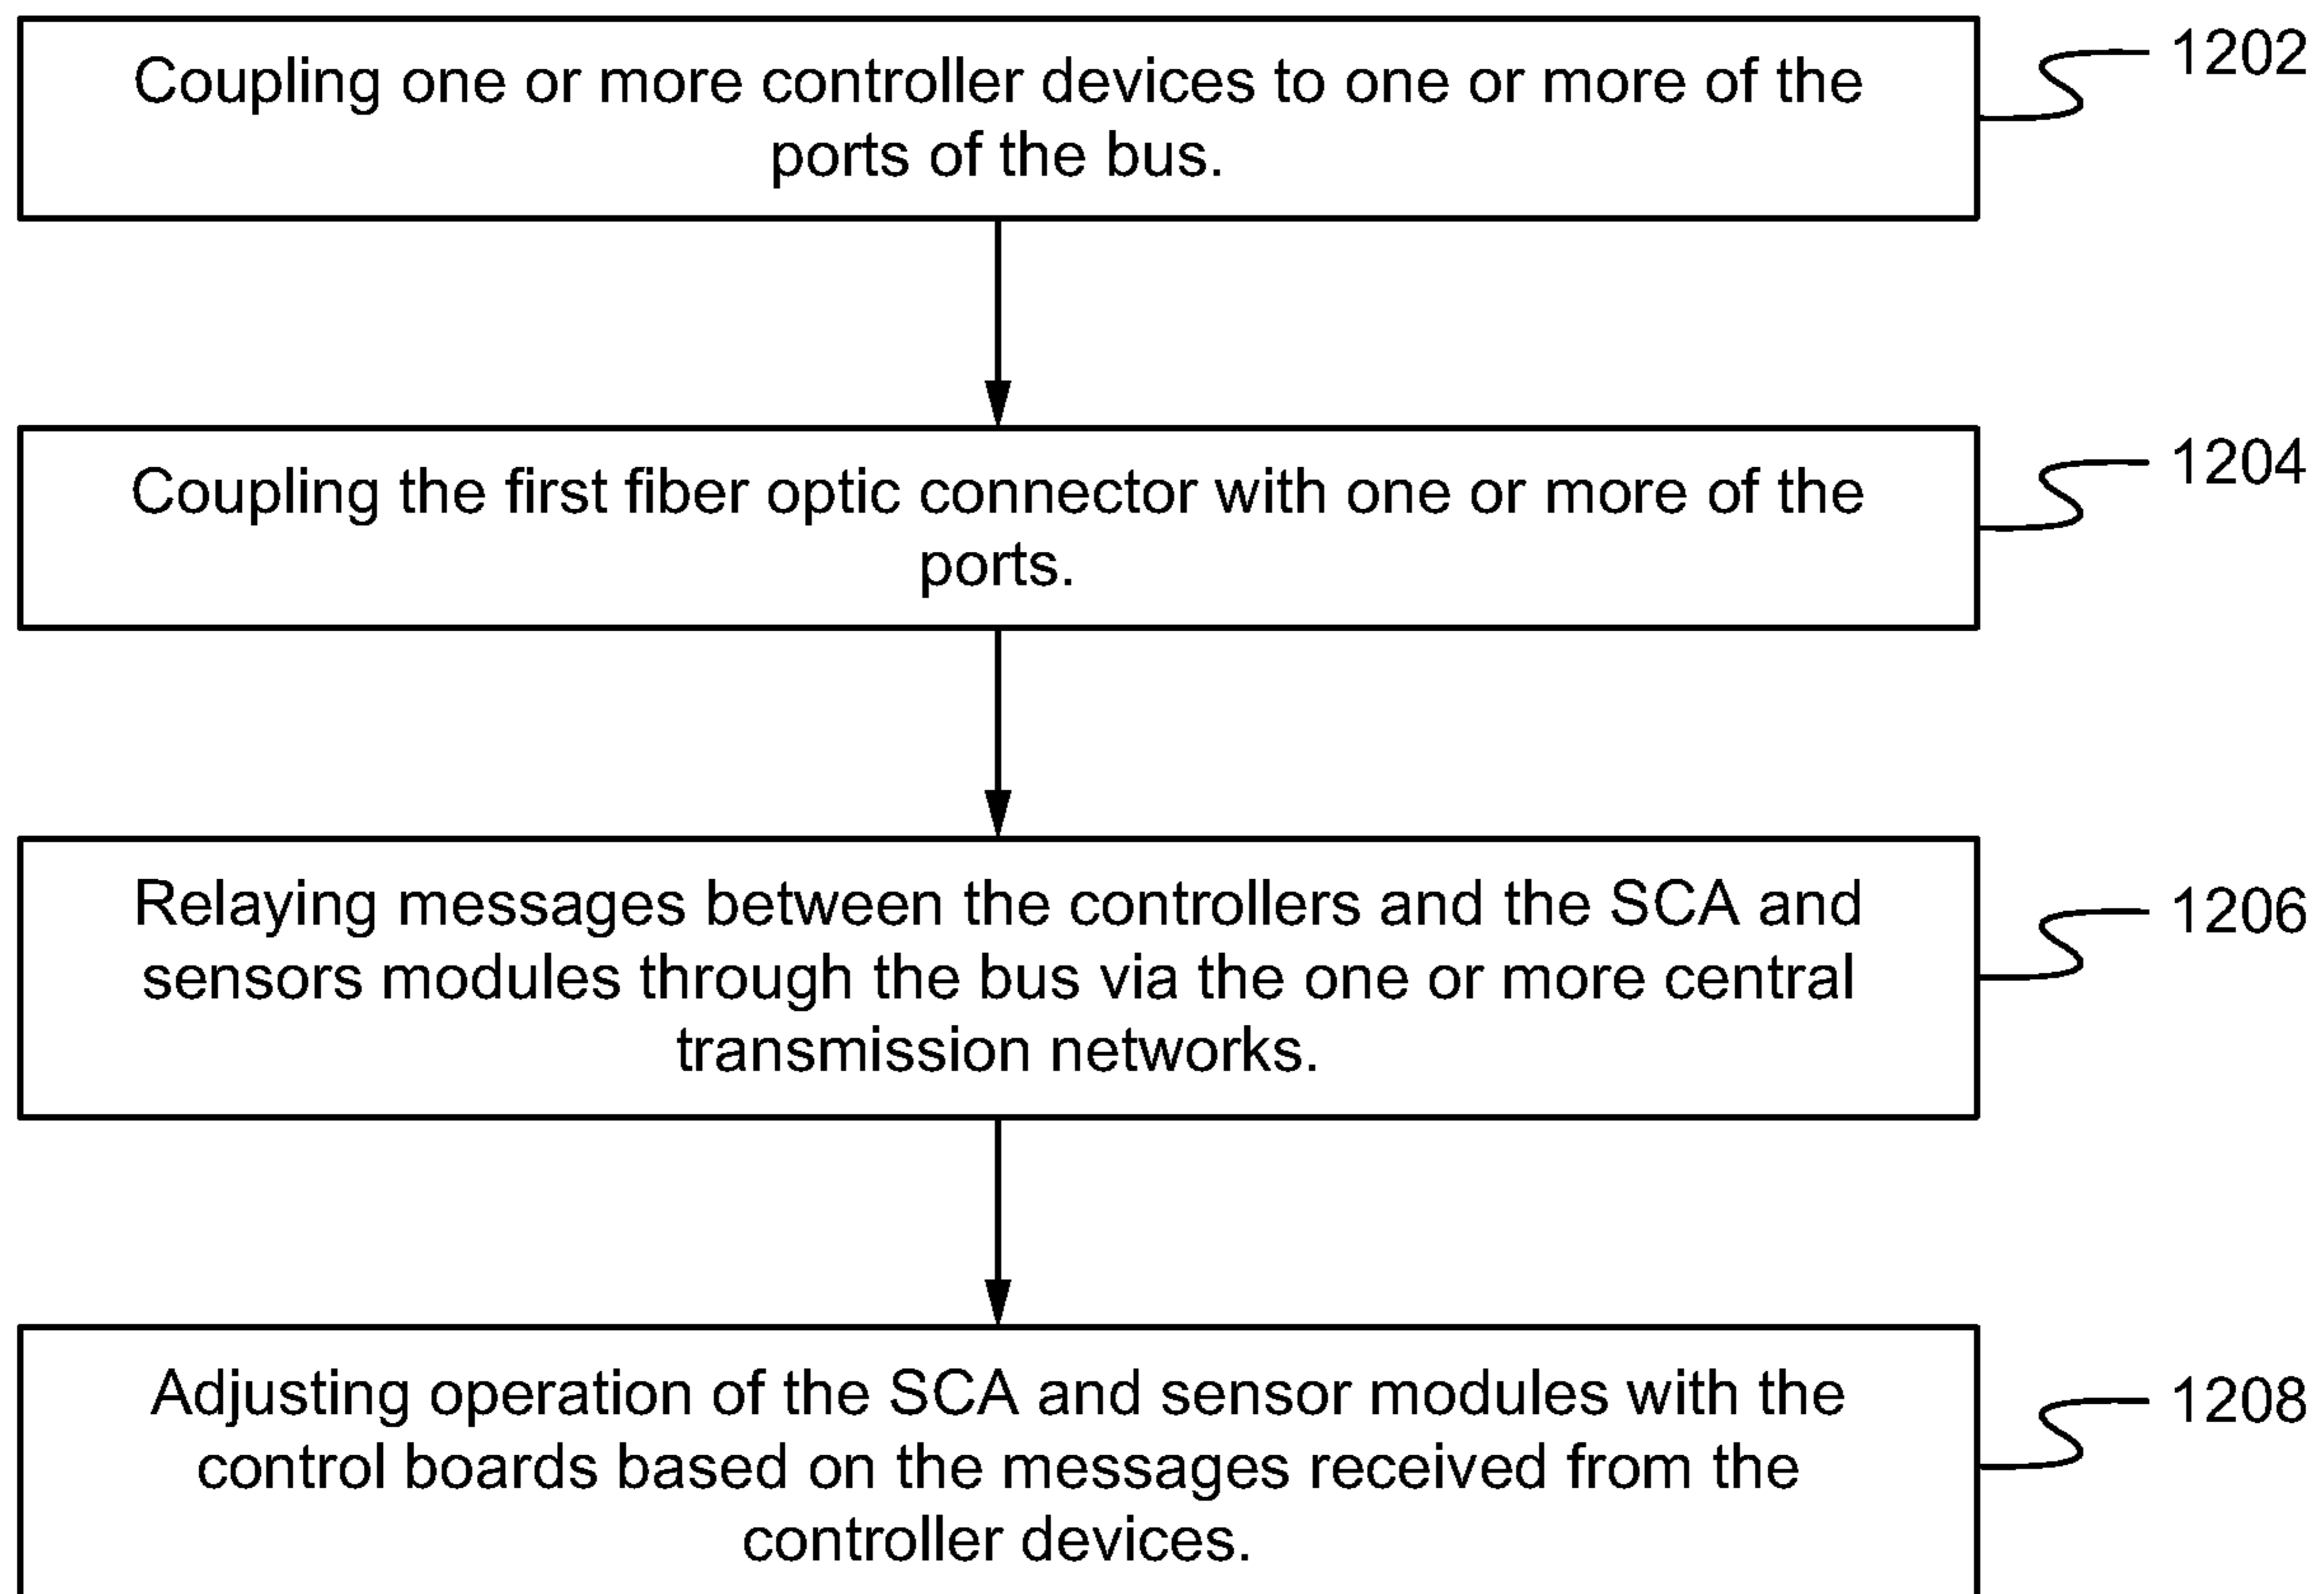 Coupling one or more controller devices to one or more of the
ports of the bus.
1202
Coupling the first fiber optic connector with one or more of the
ports.
1204
Relaying messages between the controllers and the SCA and
sensors modules through the bus via the one or more central
transmission networks.
1206
Adjusting operation of the SCA and sensor modules with the
control boards based on the messages received from the
controller devices.
1208